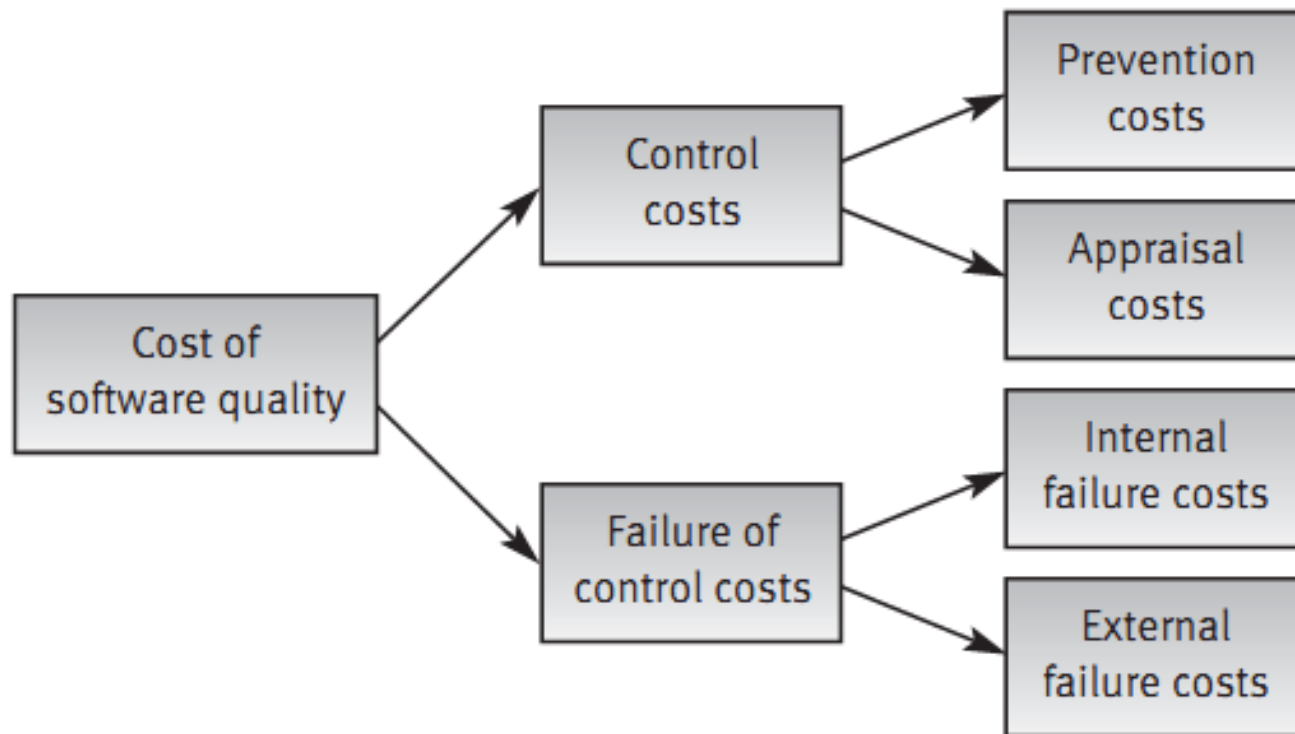 Cost of
software quality
Control
costs
Failure of
control costs
Prevention
costs
Appraisal
costs
Internal
failure costs
External
failure costs